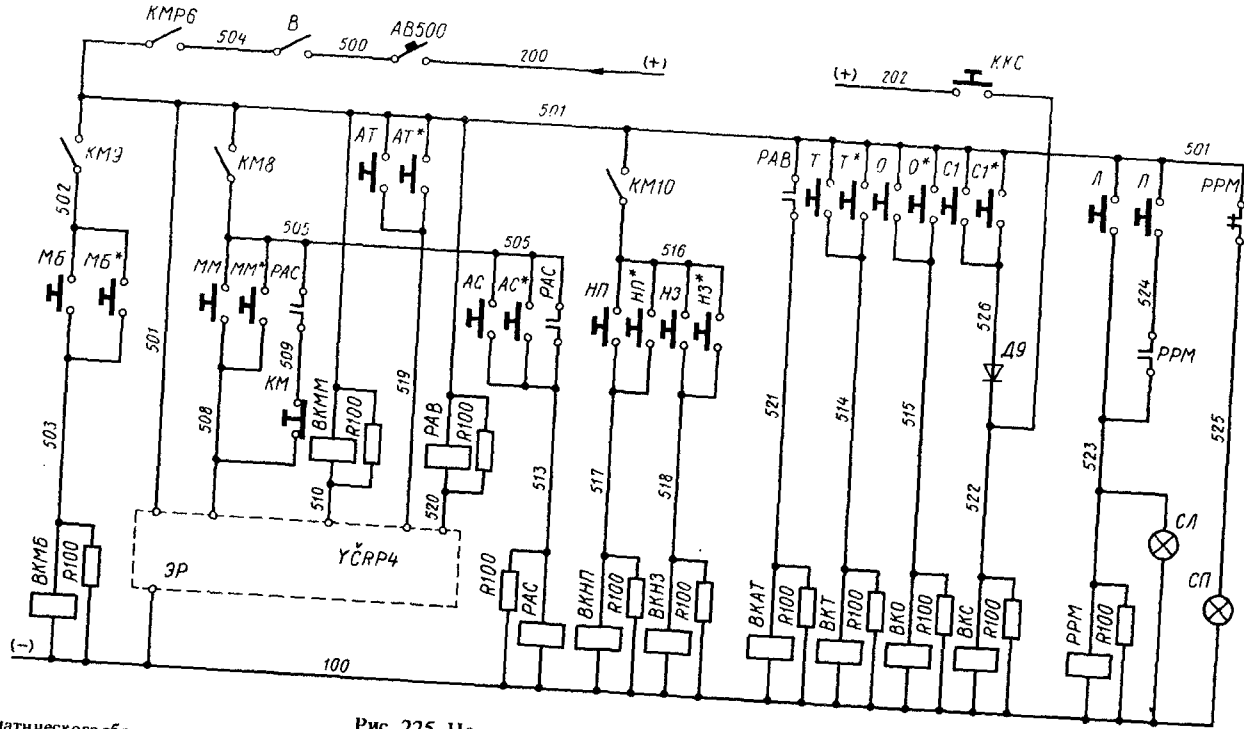 КМР6
В
АВ500
504
500
200
(+)
(+)
202
ККС
501
501
КМЭ
КМ8
АТ
АТ*
КМ10
РАВ
Т
Т*
О
О*
С1
С1*
Л
П
РРМ
502
505
505
516
МБ
МБ*
ММ
ММ*
РАС
АС
АС*
РАС
НП
НП*
НЗ
НЗ*
526
524
501
509
519
Д9
РРМ
КМ
503
508
ВКММ
R100
РАВ
R100
513
517
518
521
514
515
522
523
525
510
520
ВКМБ
R100
ЭР
YČRP4
R100
РАС
ВКНП
R100
ВКНЗ
R100
ВКАТ
R100
ВКТ
R100
ВКО
R100
ВКС
R100
РРМ
R100
СЛ
СП
(-)
100
Рис. 225.